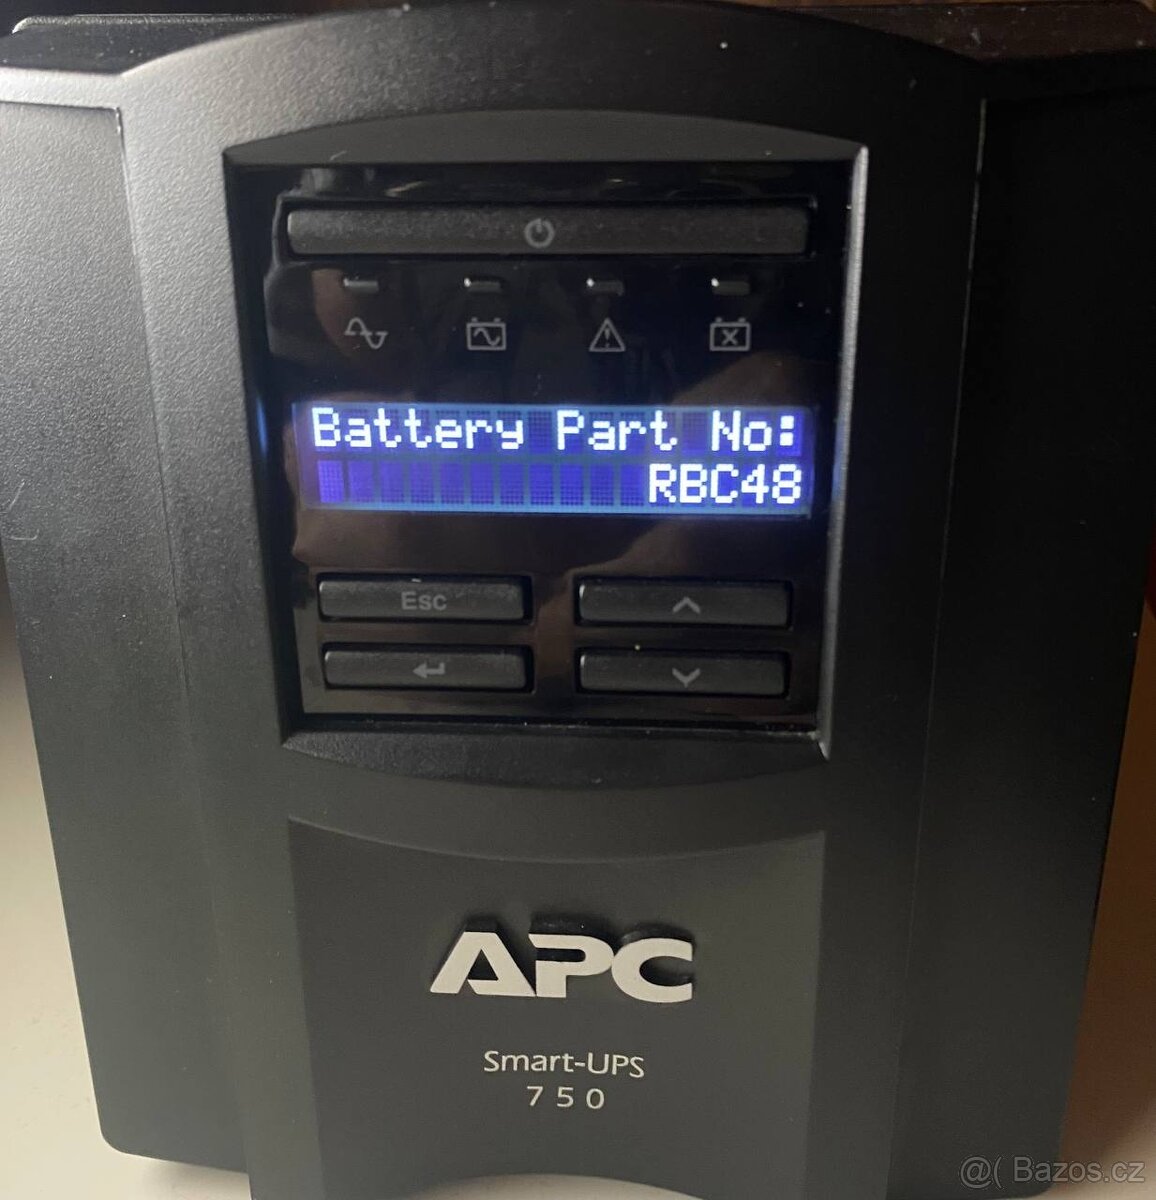 Battery Part No:
RBC48
Esc
APC
Smart-UPS
750
@( Bazos.cz